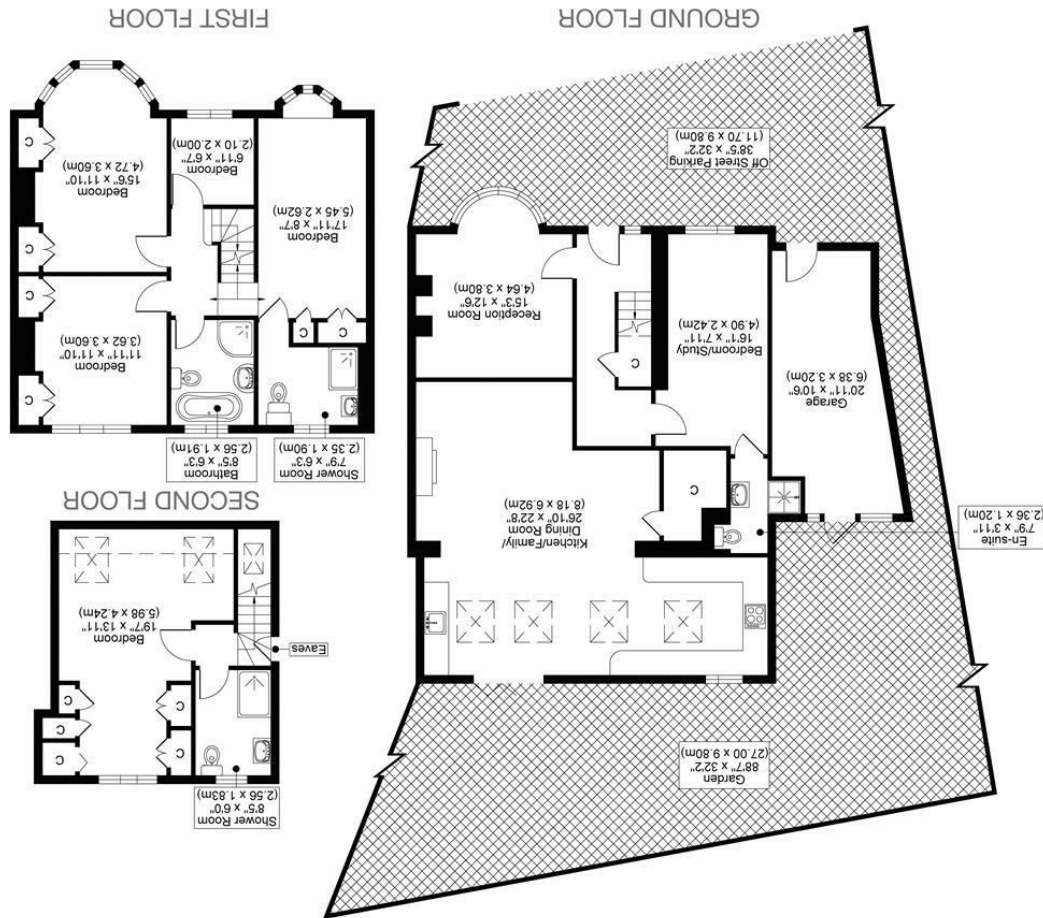 Garden
88'7" x 32'2"
(27.00 x 9.80m)
En-suite
7'9" x 3'11"
(2.36 x 1.20m)
Kitchen/Family/
Dining Room
26'10" x 22'8"
(8.18 x 6.92m)
C
Garage
20'11" x 10'6"
(6.38 x 3.20m)
Bedroom/Study
16'1" x 7'11"
(4.90 x 2.42m)
C
Reception Room
15'3" x 12'6"
(4.64 x 3.80m)
Off Street Parking
38'5" x 32'2"
(11.70 x 9.80m)
GROUND FLOOR
Shower Room
8'5" x 6'0"
(2.56 x 1.83m)
C
C
C
C
C
Bedroom
19'7" x 13'11"
(5.98 x 4.24m)
Eaves
SECOND FLOOR
Shower Room
7'9" x 6'3"
(2.35 x 1.90m)
Bathroom
8'5" x 6'3"
(2.56 x 1.91m)
Bedroom
11'11" x 11'10"
(3.62 x 3.60m)
C
C
C
C
Bedroom
17'11" x 8'7"
(5.45 x 2.62m)
Bedroom
6'11" x 6'7"
(2.10 x 2.00m)
Bedroom
15'6" x 11'10"
(4.72 x 3.60m)
C
C
FIRST FLOOR